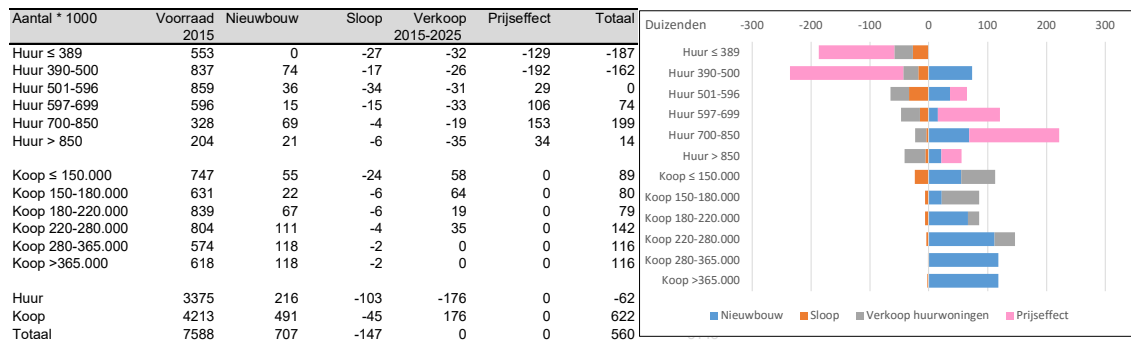 Aantal * 1000 Voorraad Nieuwbouw Sloop Verkoop Prijseffect Totaal
2015 2015-2025
Huur ≤ 389 553 0 -27 -32 -129 -187
Huur 390-500 837 74 -17 -26 -192 -162
Huur 501-596 859 36 -34 -31 29 0
Huur 597-699 596 15 -15 -33 106 74
Huur 700-850 328 69 -4 -19 153 199
Huur > 850 204 21 -6 -35 34 14
Koop ≤ 150.000 747 55 -24 58 0 89
Koop 150-180.000 631 22 -6 64 0 80
Koop 180-220.000 839 67 -6 19 0 79
Koop 220-280.000 804 111 -4 35 0 142
Koop 280-365.000 574 118 -2 0 0 116
Koop >365.000 618 118 -2 0 0 116
Huur 3375 216 -103 -176 0 -62
Koop 4213 491 -45 176 0 622
Totaal 7588 707 -147 0 0 560
Duizenden -300 -200 -100 0 100 200 300
Huur ≤ 389
Huur 390-500
Huur 501-596
Huur 597-699
Huur 700-850
Huur > 850
Koop ≤ 150.000
Koop 150-180.000
Koop 180-220.000
Koop 220-280.000
Koop 280-365.000
Koop >365.000
Nieuwbouw Sloop Verkoop huurwoningen Prijseffect